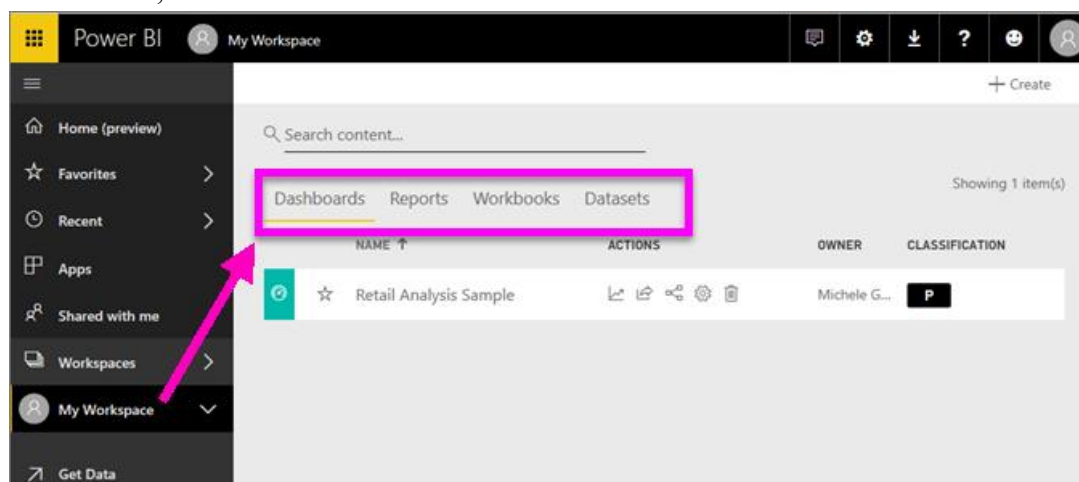 Power BI My Workspace ?
+ Create
Home (preview)
Search content...
Favorites
Showing 1 item(s)
Dashboards Reports Workbooks Datasets
Recent
NAME ↑ ACTIONS OWNER CLASSIFICATION
Apps
Retail Analysis Sample Michele G... P
Shared with me
Workspaces
My Workspace
Get Data